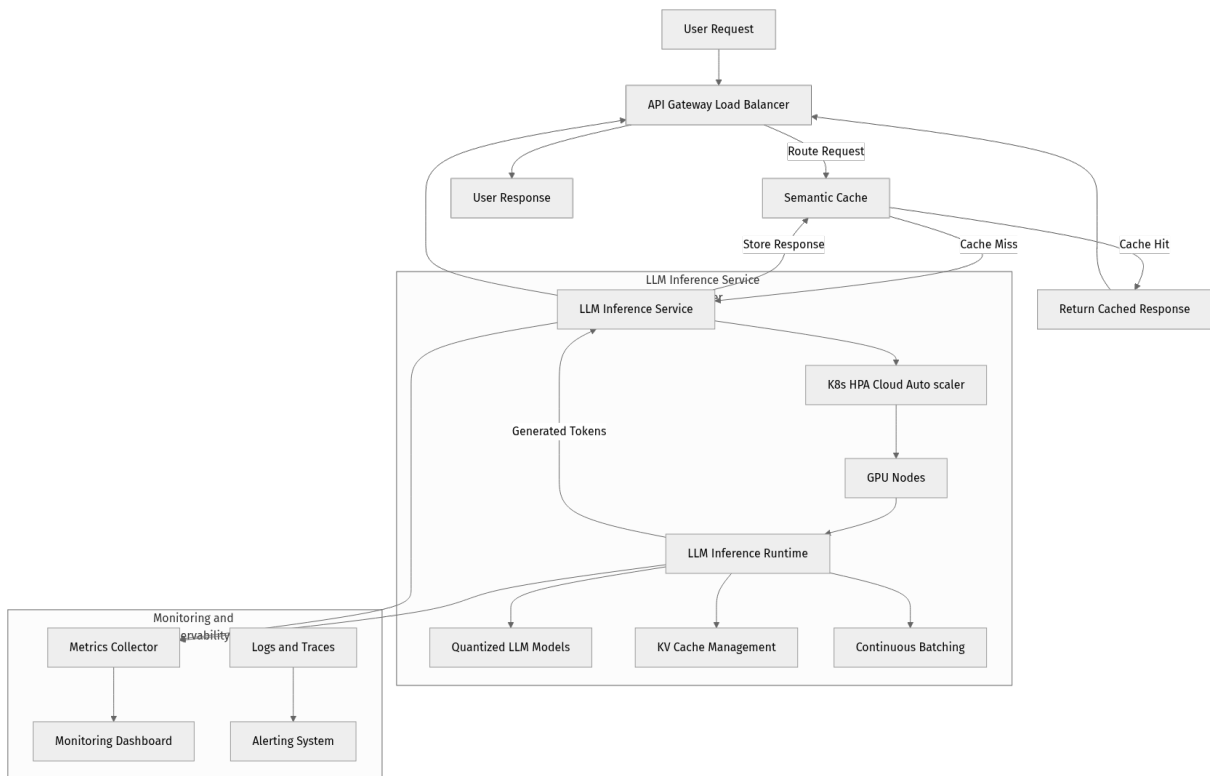 User Request
API Gateway Load Balancer
Route Request
User Response
Semantic Cache
Store Response
Cache Miss
Cache Hit
LLM Inference Service
LLM Inference Service
Return Cached Response
K8s HPA Cloud Auto scaler
Generated Tokens
GPU Nodes
LLM Inference Runtime
Monitoring and
Metrics Collector
Logs and Traces
Quantized LLM Models
KV Cache Management
Continuous Batching
Monitoring Dashboard
Alerting System